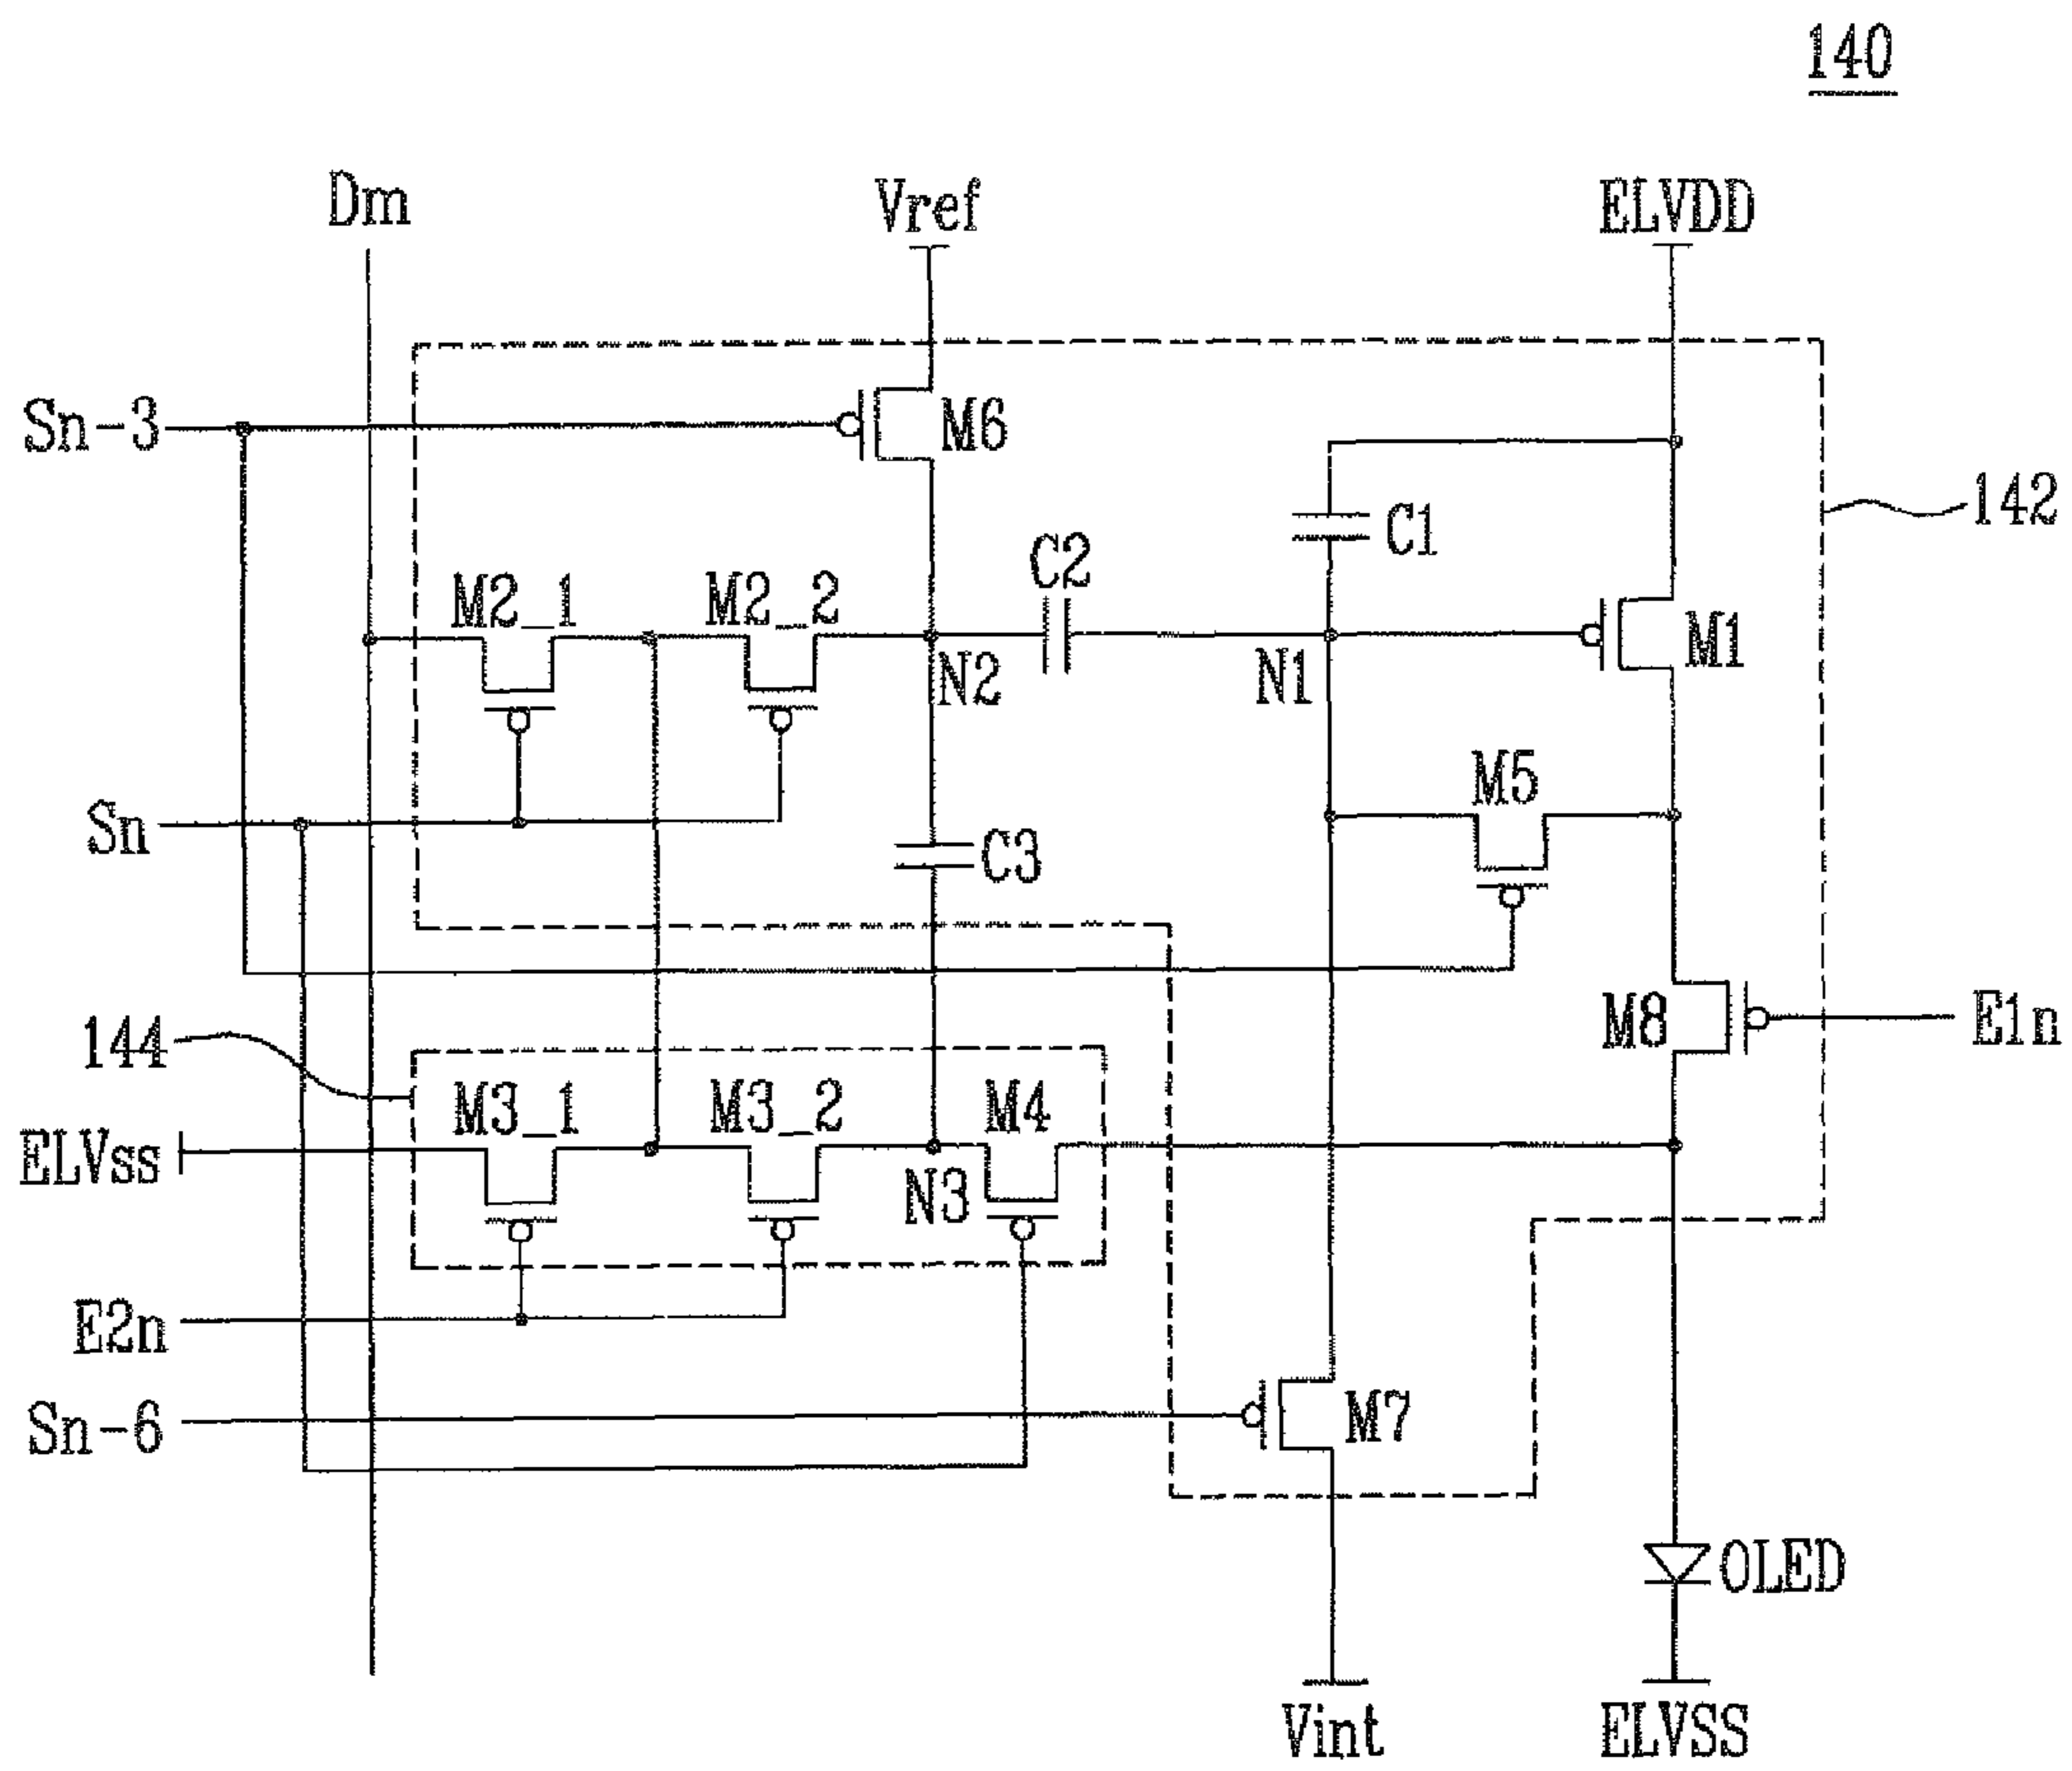 140
Dm
Vref
ELVDD
Sn-3
M6
142
C1
C2
M2_1
M2_2
M1
N2
N1
M5
Sn
C3
M8
E1n
144
M3_1
M3_2
M4
ELVss
N3
E2n
M7
Sn-6
OLED
Vint
ELVSS